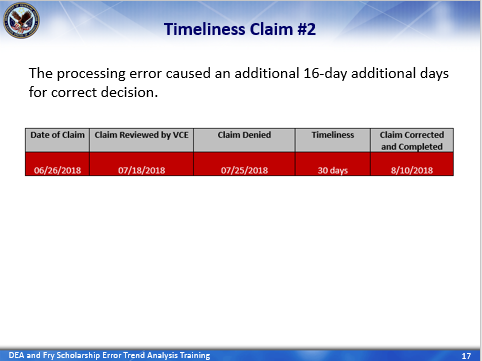 Timeliness Claim #2
The processing error caused an additional 16-day additional days
for correct decision.
Date of Claim Claim Reviewed by VCE Claim Denied Timeliness Claim Corrected
and Completed
06/26/2018 07/18/2018 07/25/2018 30 days 8/10/2018
DEA and Fry Scholarship Error Trend Analysis Training 17